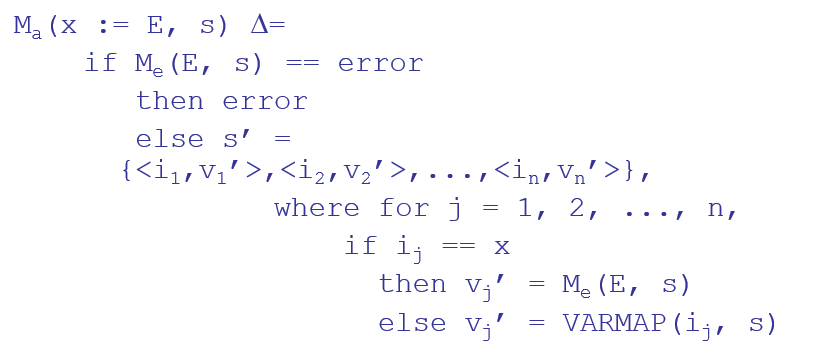 Mₐ(x := E, s) Δ=
if Mₑ(E, s) == error
then error
else s′ =
{<i₁,v₁′>,<i₂,v₂′>,...,<iₙ,vₙ′>},
where for j = 1, 2, ..., n,
if iⱼ == x
then vⱼ′ = Mₑ(E, s)
else vⱼ′ = VARMAP(iⱼ, s)